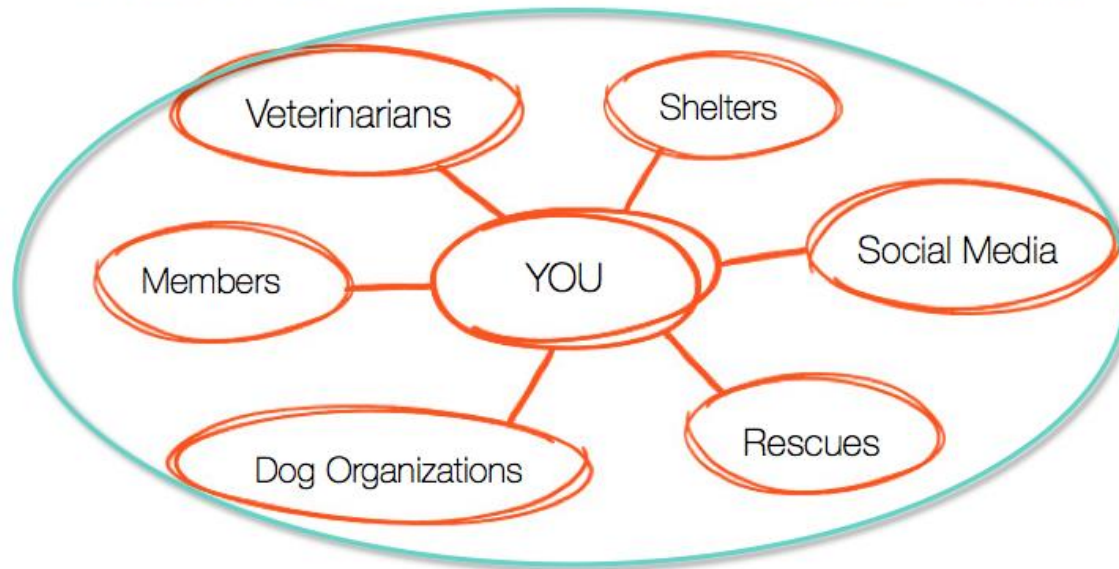 Veterinarians
Shelters
Social Media
Members
YOU
Rescues
Dog Organizations